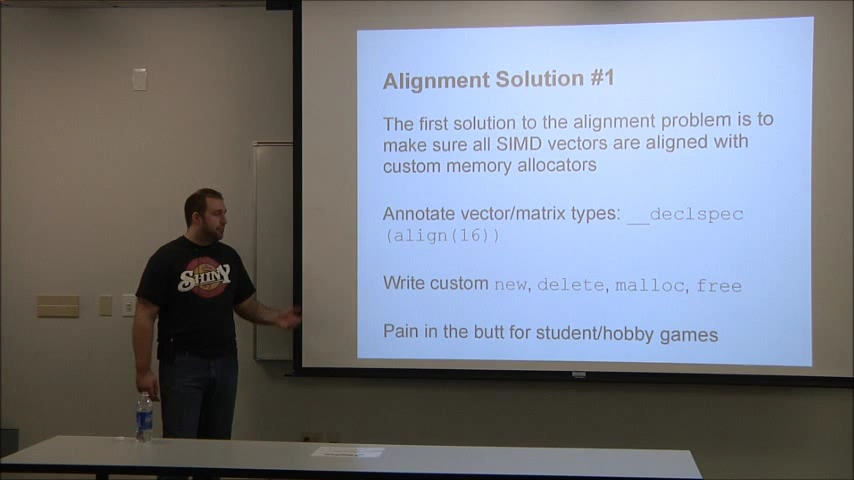 Alignment Solution #1
The first solution to the alignment problem is to
make sure all SIMD vectors are aligned with
custom memory allocators
Annotate vector/matrix types: __declspec
(align(16))
Write custom new, delete, malloc, free
Pain in the butt for student/hobby games
SHINY